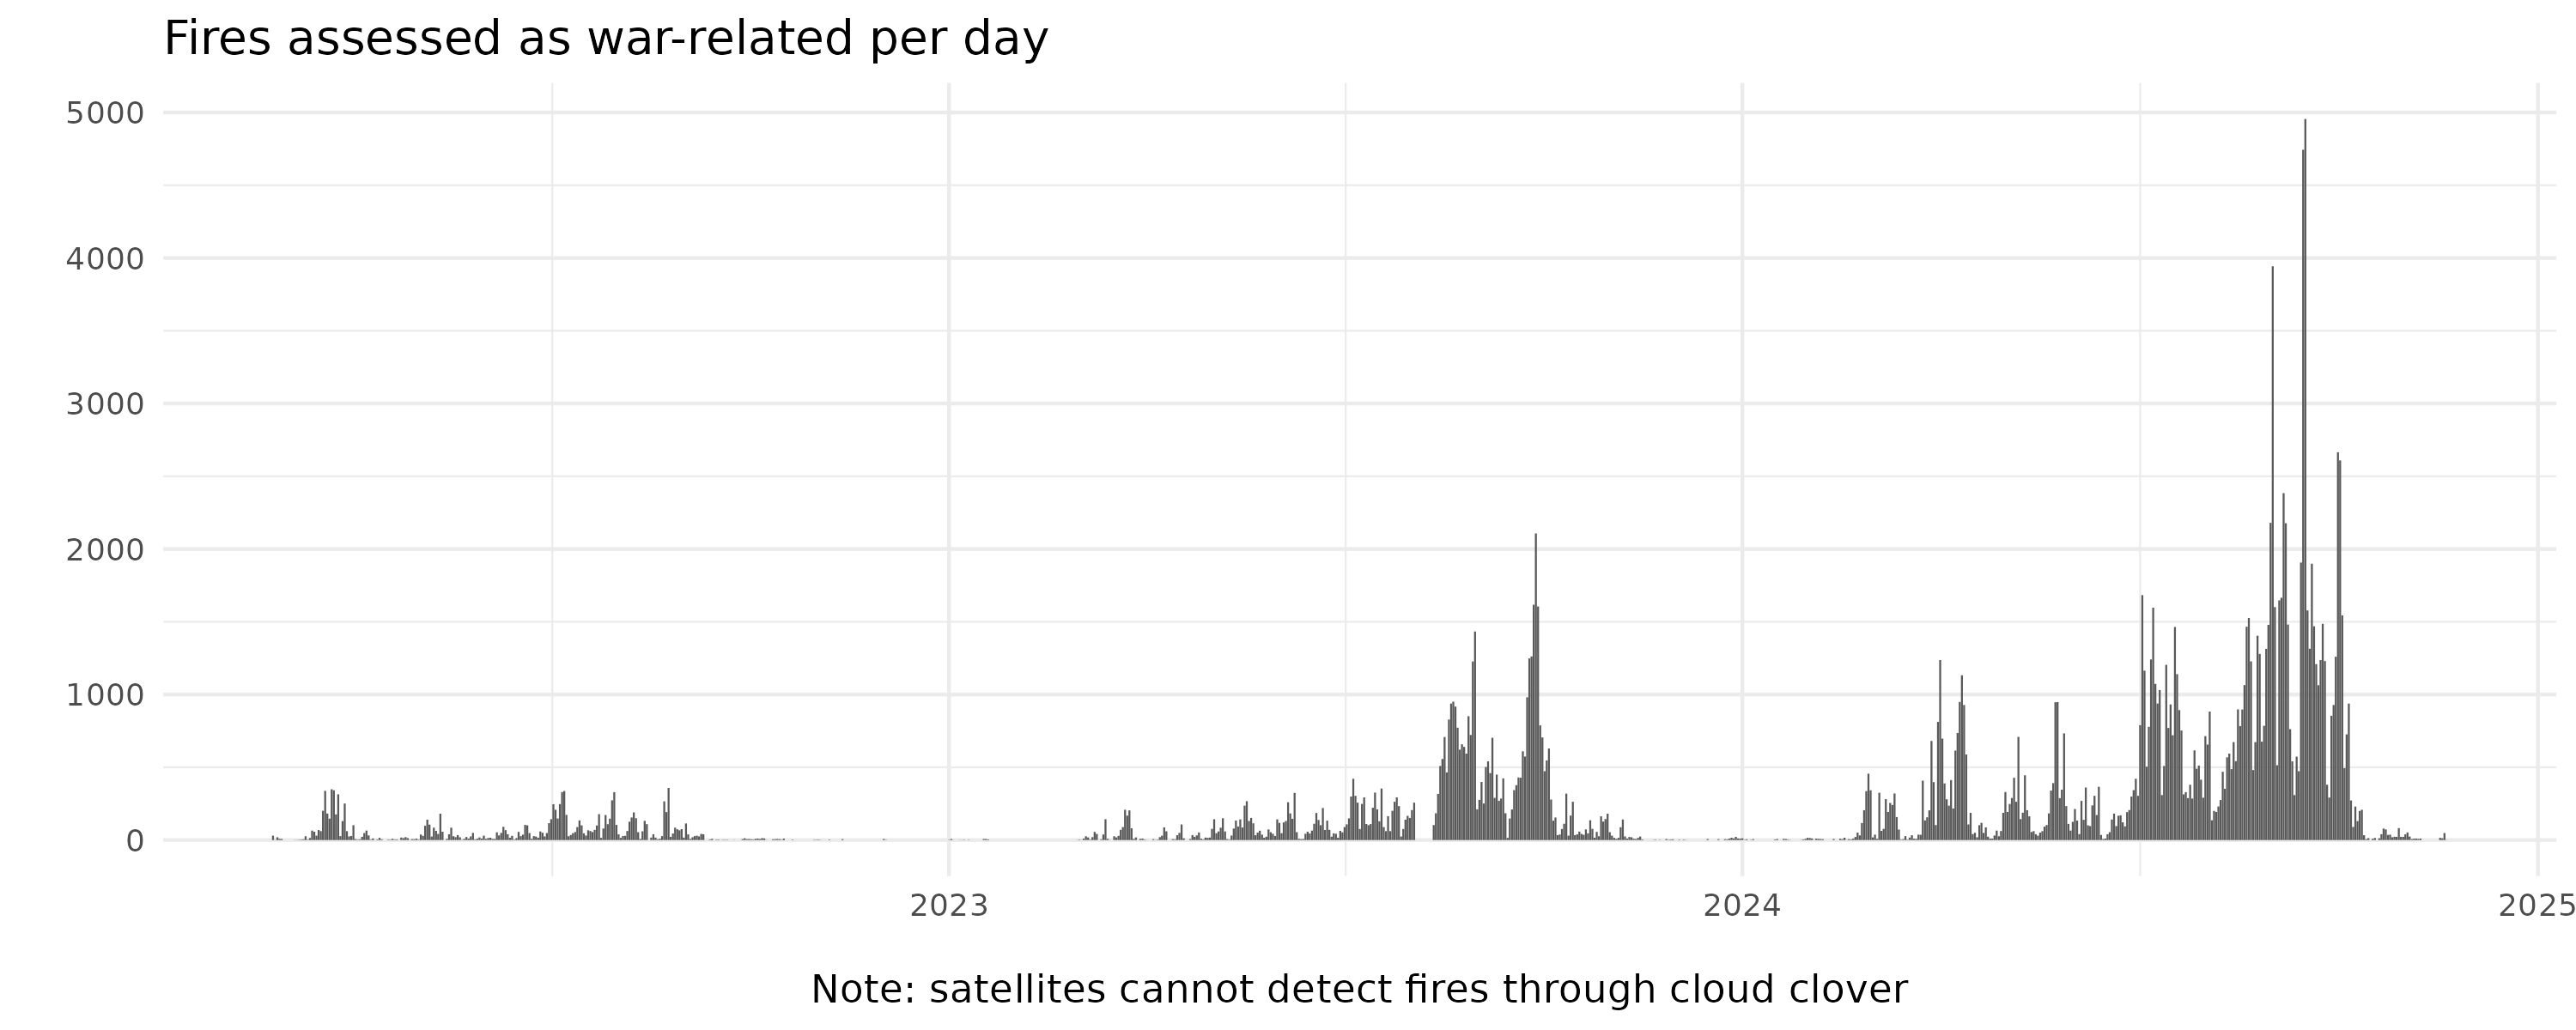 Fires assessed as war-related per day
5000
4000
3000
2000
1000
0
2023 2024 2025
Note: satellites cannot detect fires through cloud clover